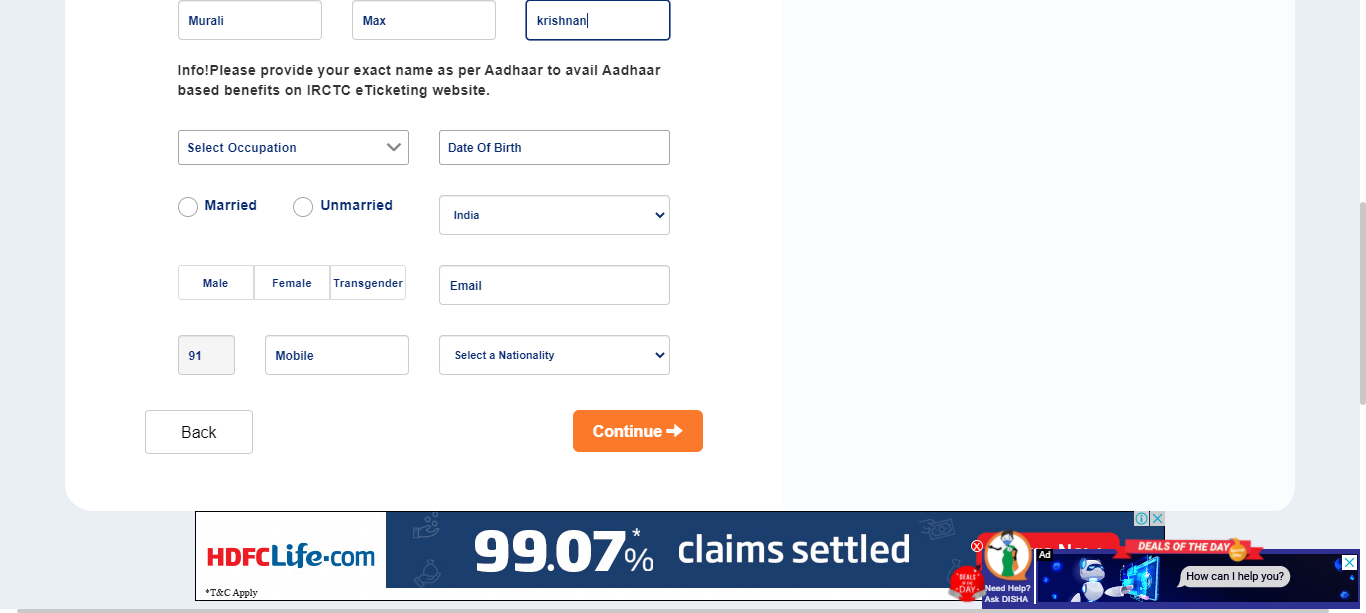 Murali Max krishnan
Info!Please provide your exact name as per Aadhaar to avail Aadhaar
based benefits on IRCTC eTicketing website.
Select Occupation Date Of Birth
Married Unmarried India
Male Female Transgender Email
91 Mobile Select a Nationality
Back Continue
HDFCLife.com 99.07*% claims settled
*T&C Apply
DEALS OF THE DAY
Ad
How can I help you?
DEALS OF THE DAY
Need Help?
Ask DISHA